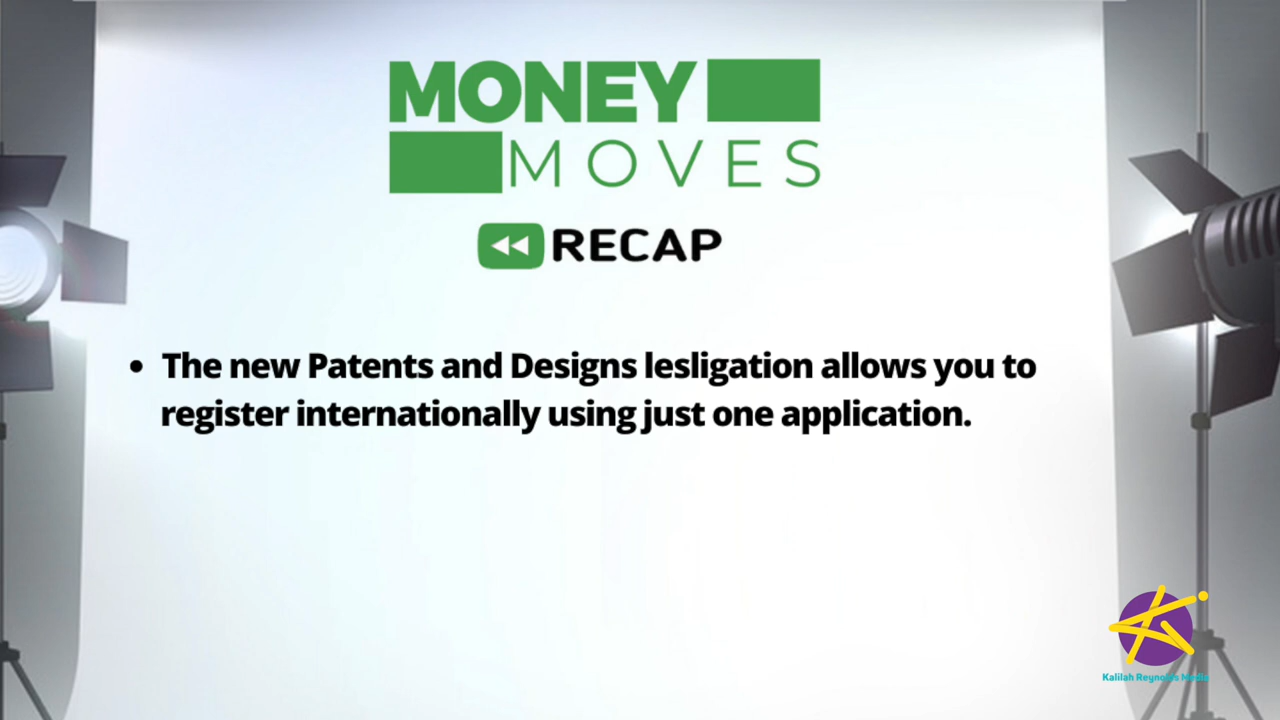 MONEY
MOVES
RECAP
• The new Patents and Designs lesligation allows you to
register internationally using just one application.
Kalilah Reynolds Media